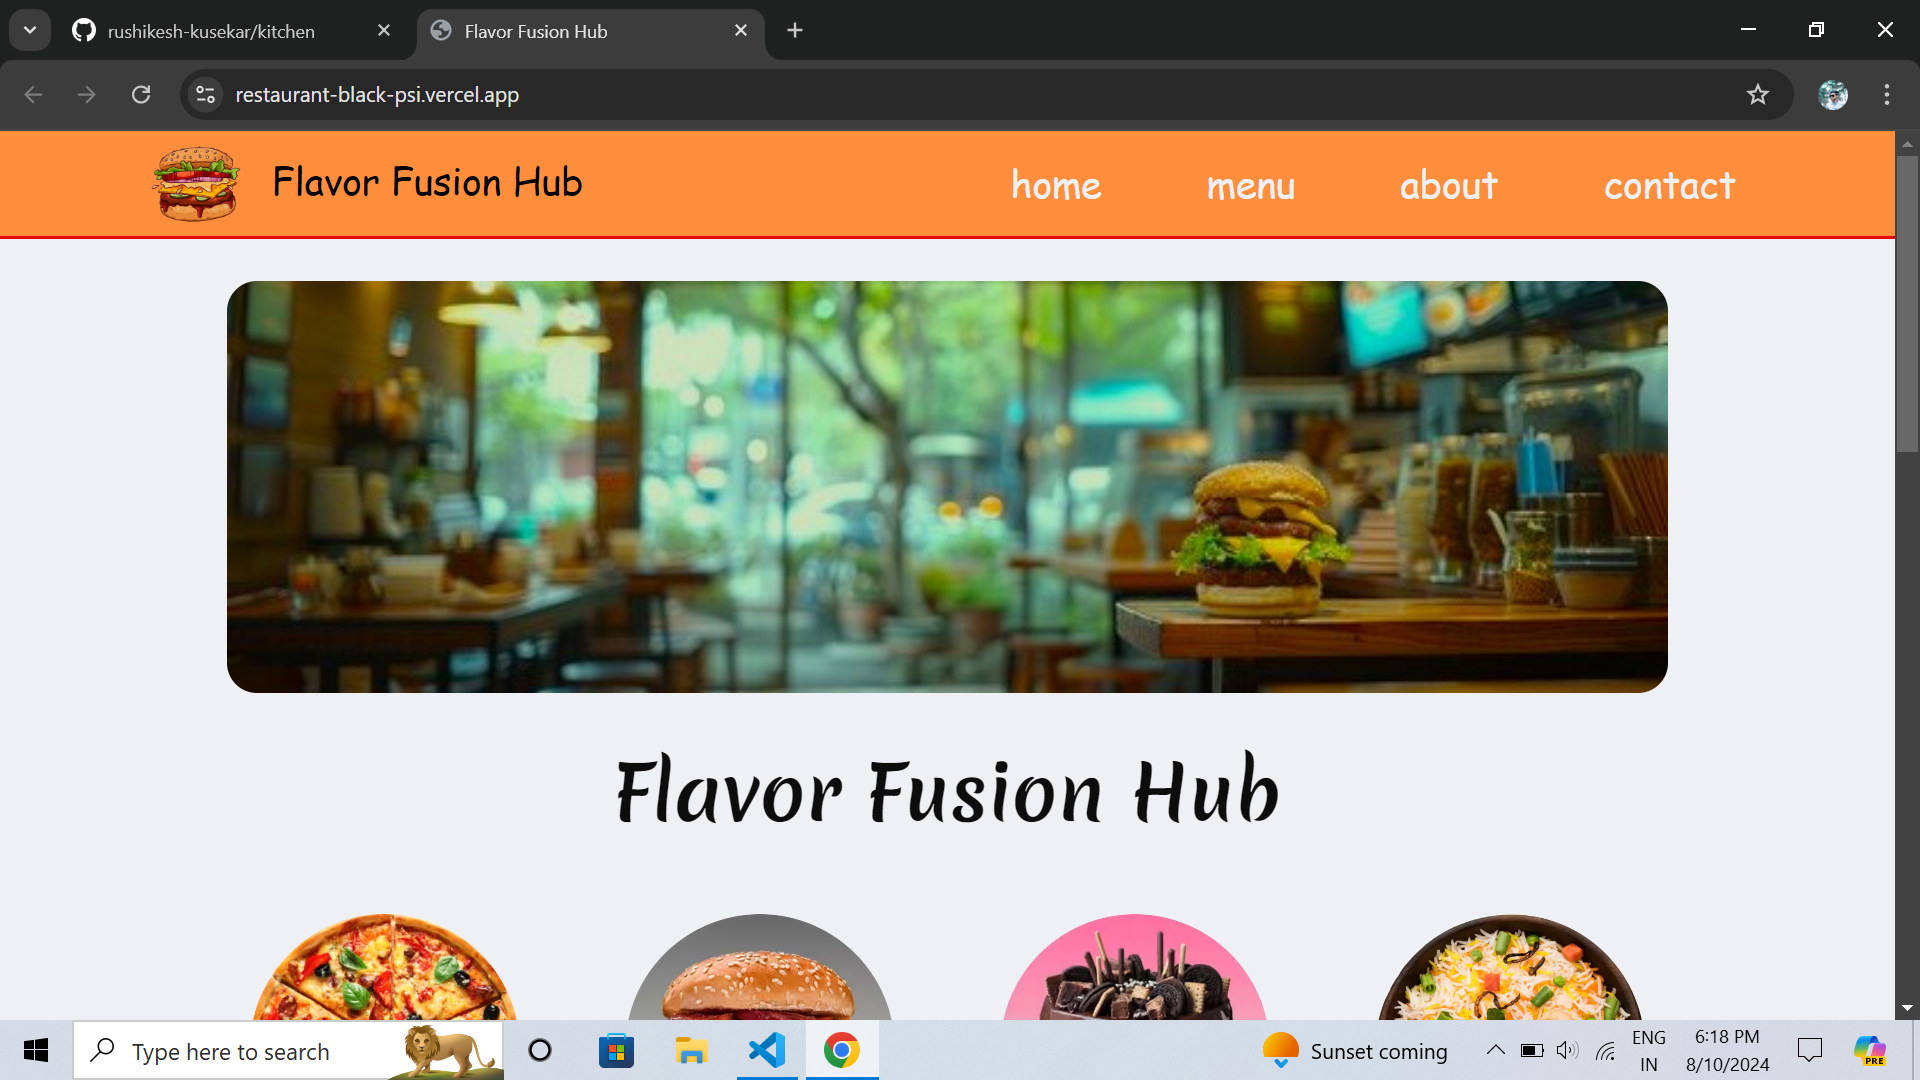 rushikesh-kusekar/kitchen
Flavor Fusion Hub
restaurant-black-psi.vercel.app
Flavor Fusion Hub
home
menu
about
contact
Flavor Fusion Hub
Type here to search
Sunset coming
ENG
IN
6:18 PM
8/10/2024
PRE